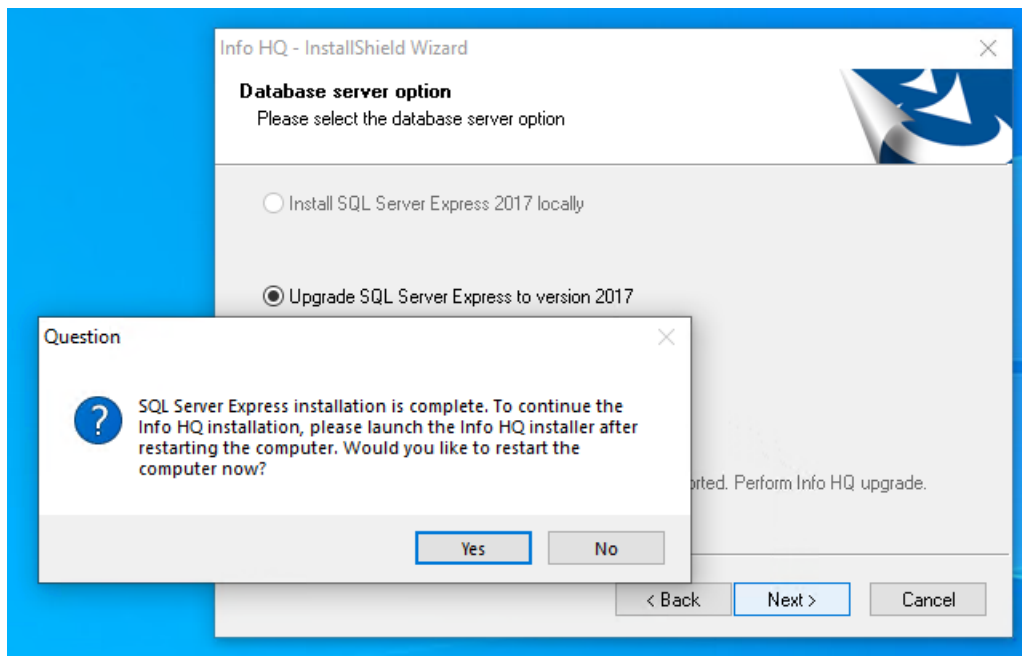 Info HQ - InstallShield Wizard
Database server option
Please select the database server option
Install SQL Server Express 2017 locally
Upgrade SQL Server Express to version 2017
Question
SQL Server Express installation is complete. To continue the
Info HQ installation, please launch the Info HQ installer after
restarting the computer. Would you like to restart the
computer now?
Perform Info HQ upgrade.
Yes
No
< Back
Next >
Cancel